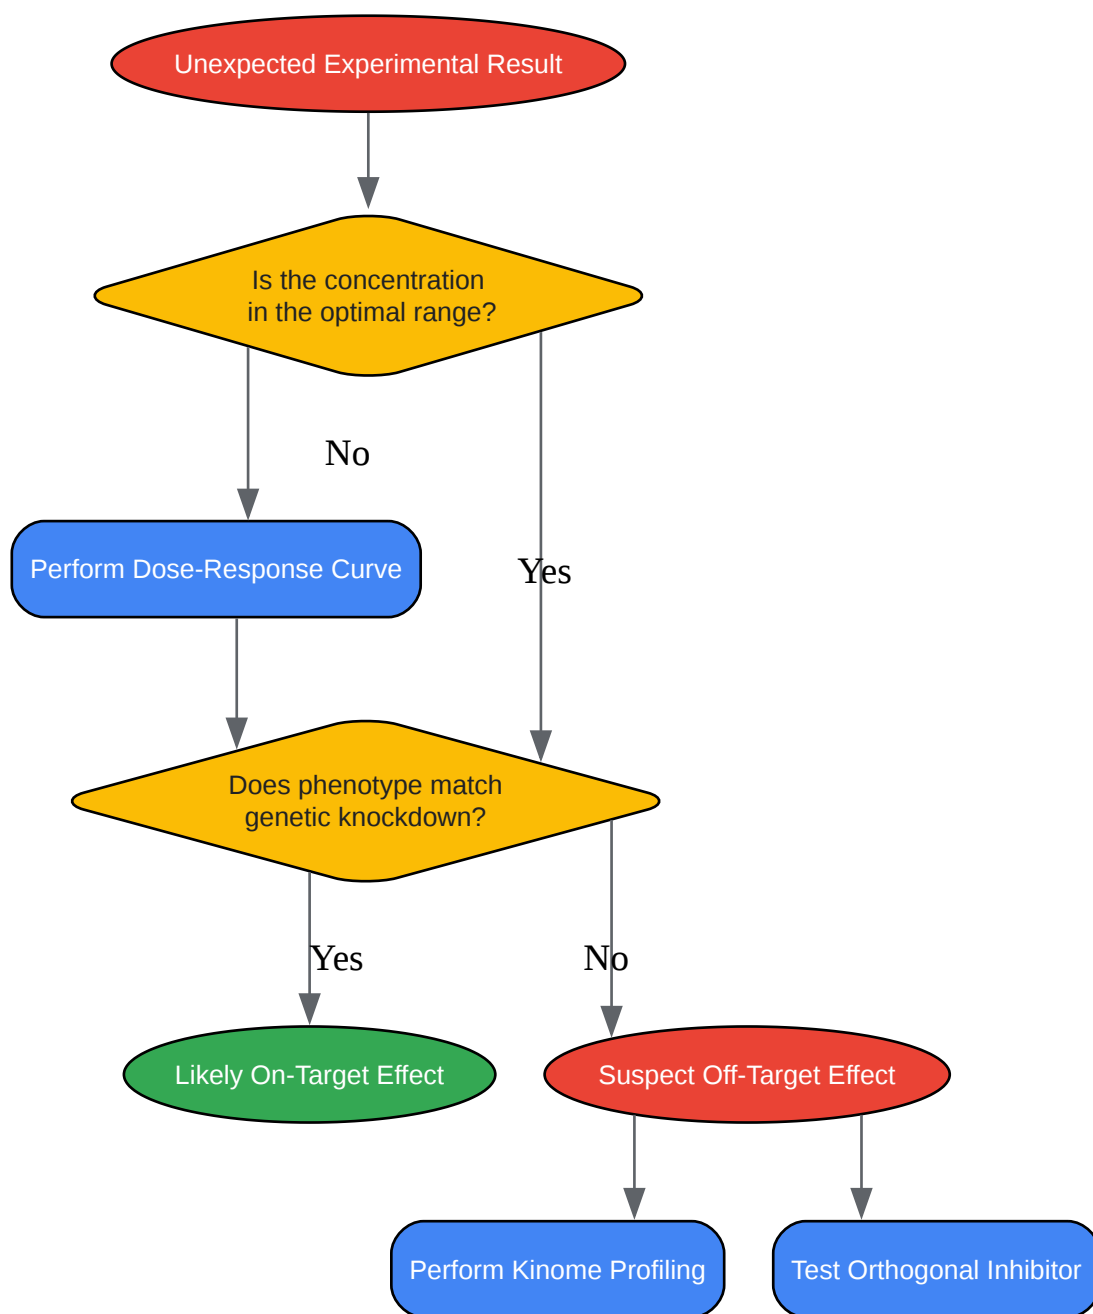 Unexpected Experimental Result
Is the concentration
in the optimal range?
No
Perform Dose-Response Curve
Yes
Does phenotype match
genetic knockdown?
Yes
No
Likely On-Target Effect
Suspect Off-Target Effect
Perform Kinome Profiling
Test Orthogonal Inhibitor